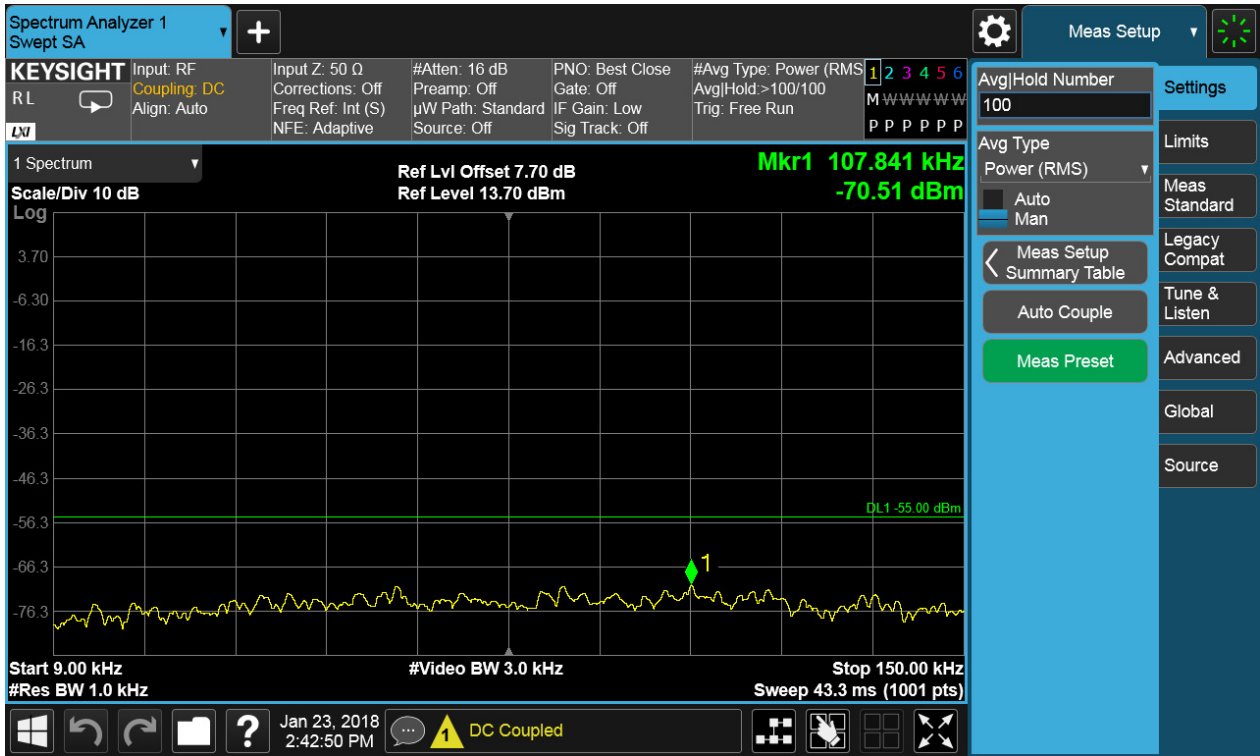 Spectrum Analyzer 1
Swept SA
+
Meas Setup
KEYSIGHT
RL
LXI
Input: RF
Coupling: DC
Align: Auto
Input Z: 50 Ω
Corrections: Off
Freq Ref: Int (S)
NFE: Adaptive
#Atten: 16 dB
Preamp: Off
µW Path: Standard
Source: Off
PNO: Best Close
Gate: Off
IF Gain: Low
Sig Track: Off
#Avg Type: Power (RMS
Avg|Hold:>100/100
Trig: Free Run
1 2 3 4 5 6
M W W W W W
P P P P P P
1 Spectrum
Scale/Div 10 dB
Log
Ref Lvl Offset 7.70 dB
Ref Level 13.70 dBm
Mkr1 107.841 kHz
-70.51 dBm
3.70
-6.30
-16.3
-26.3
-36.3
-46.3
DL1 -55.00 dBm
-56.3
-66.3
1
-76.3
Start 9.00 kHz
#Video BW 3.0 kHz
Stop 150.00 kHz
#Res BW 1.0 kHz
Sweep 43.3 ms (1001 pts)
Avg|Hold Number
100
Avg Type
Power (RMS)
Auto
Man
Meas Setup
Summary Table
Auto Couple
Meas Preset
Settings
Limits
Meas
Standard
Legacy
Compat
Tune &
Listen
Advanced
Global
Source
?
Jan 23, 2018
2:42:50 PM
1
DC Coupled